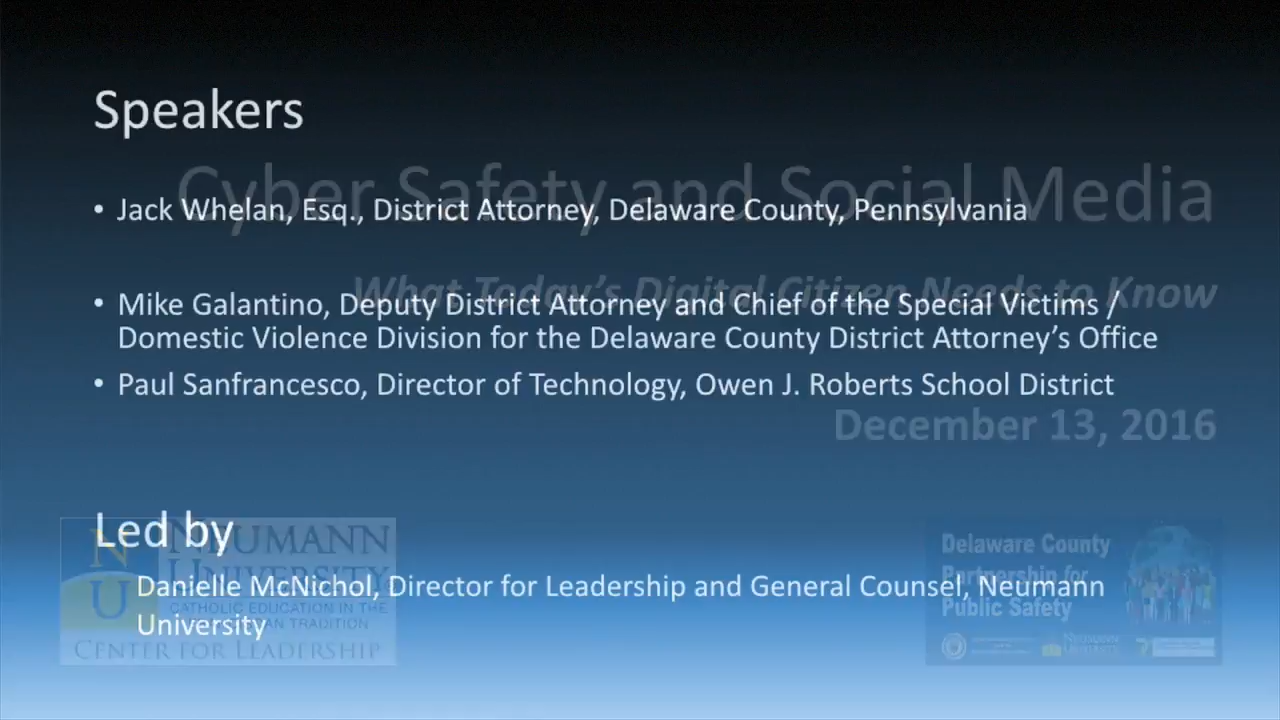 Speakers
Cyber Safety and Social Media
• Jack Whelan, Esq., District Attorney, Delaware County, Pennsylvania
What Today's Digital Citizen Needs to Know
• Mike Galantino, Deputy District Attorney and Chief of the Special Victims /
Domestic Violence Division for the Delaware County District Attorney's Office
• Paul Sanfrancesco, Director of Technology, Owen J. Roberts School District
December 13, 2016
Led by
Danielle McNichol, Director for Leadership and General Counsel, Neumann
University
N
U
NEUMANN
UNIVERSITY
CATHOLIC EDUCATION IN THE
TRADITION
CENTER FOR LEADERSHIP
Delaware County
Partnership for
Public Safety
NEUMANN